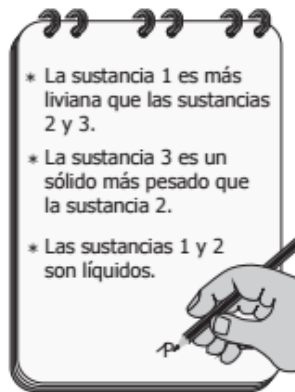 * La sustancia 1 es más
liviana que las sustancias
2 y 3.
* La sustancia 3 es un
sólido más pesado que
la sustancia 2.
* Las sustancias 1 y 2
son líquidos.